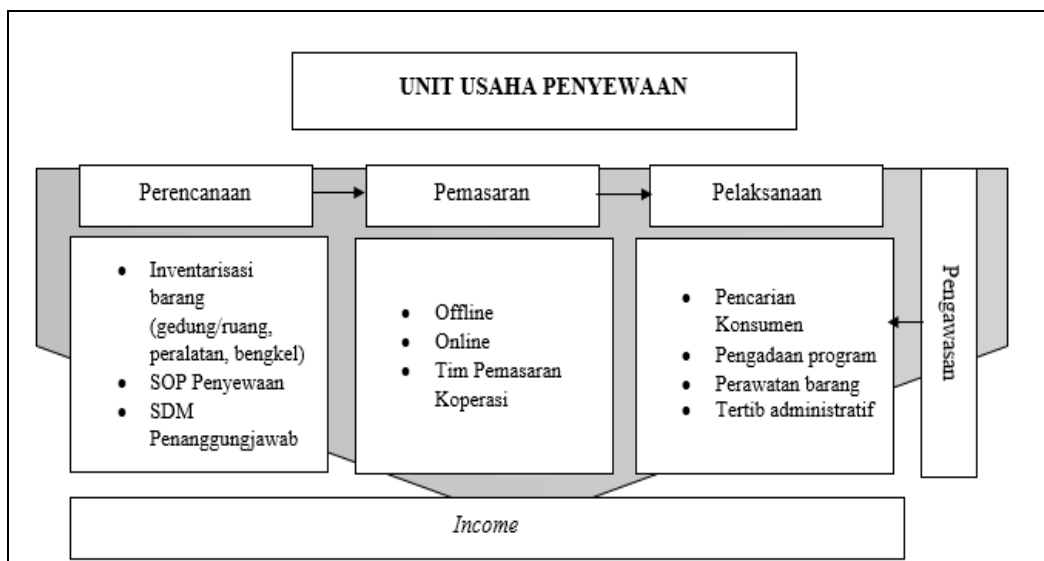 UNIT USAHA PENYEWAAN
Perencanaan
Pemasaran
Pelaksanaan
• Inventarisasi
barang
(gedung/ruang,
peralatan, bengkel)
• SOP Penyewaan
• SDM
Penanggungjawab
• Offline
• Online
• Tim Pemasaran
Koperasi
• Pencarian
Konsumen
• Pengadaan program
• Perawatan barang
• Tertib administratif
Pengawasan
Income